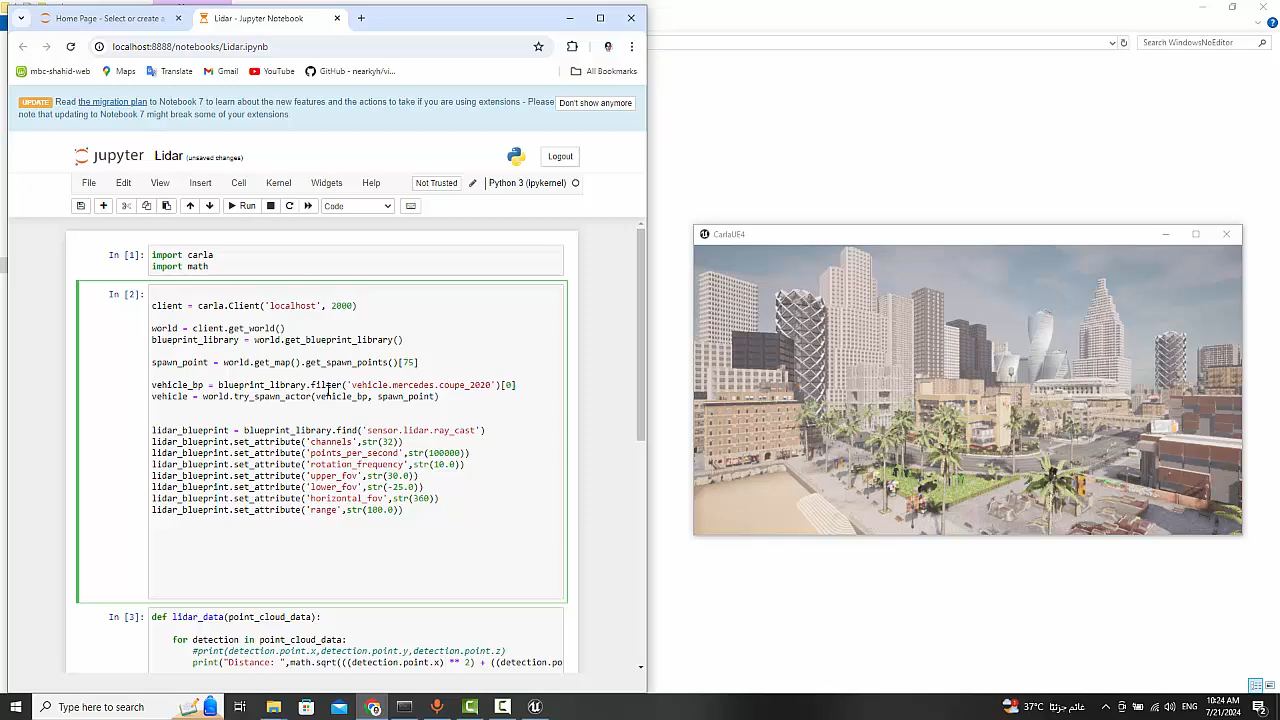 Home Page - Select or create a
Lidar - Jupyter Notebook
localhost:8888/notebooks/Lidar.ipynb
mbc-shahid-web
Maps
Translate
Gmail
YouTube
GitHub - nearkyh/vi...
All Bookmarks
Search WindowsNoEditor
UPDATE Read the migration plan to Notebook 7 to learn about the new features and the actions to take if you are using extensions - Please
note that updating to Notebook 7 might break some of your extensions.
Don't show anymore
jupyter Lidar (unsaved changes)
Logout
File Edit View Insert Cell Kernel Widgets Help
Not Trusted
Python 3 (ipykernel)
Run
Code
In [1]: import carla
import math
In [2]:
client = carla.Client('localhost', 2000)
world = client.get_world()
blueprint_library = world.get_blueprint_library()
spawn_point = world.get_map().get_spawn_points()[75]
vehicle_bp = blueprint_library.filter('vehicle.mercedes.coupe_2020')[0]
vehicle = world.try_spawn_actor(vehicle_bp, spawn_point)
lidar_blueprint = blueprint_library.find('sensor.lidar.ray_cast')
lidar_blueprint.set_attribute('channels',str(32))
lidar_blueprint.set_attribute('points_per_second',str(100000))
lidar_blueprint.set_attribute('rotation_frequency',str(10.0))
lidar_blueprint.set_attribute('upper_fov',str(30.0))
lidar_blueprint.set_attribute('lower_fov',str(-25.0))
lidar_blueprint.set_attribute('horizontal_fov',str(360))
lidar_blueprint.set_attribute('range',str(100.0))
In [3]: def lidar_data(point_cloud_data):
for detection in point_cloud_data:
#print(detection.point.x,detection.point.y,detection.point.z)
print("Distance: ",math.sqrt(((detection.point.x) ** 2) + ((detection.po
CarlaUE4
Type here to search
37°C
ENG
10:24 AM
7/21/2024
2